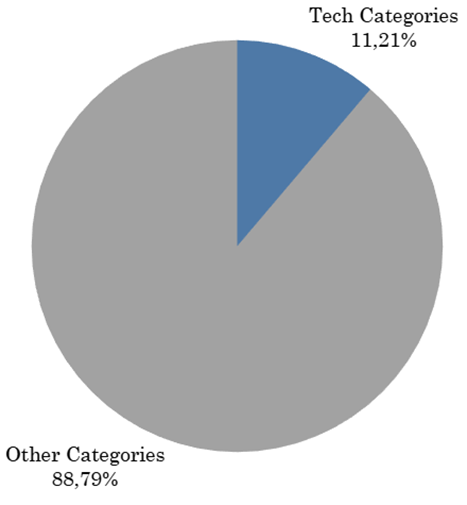 Tech Categories
11,21%
Other Categories
88,79%